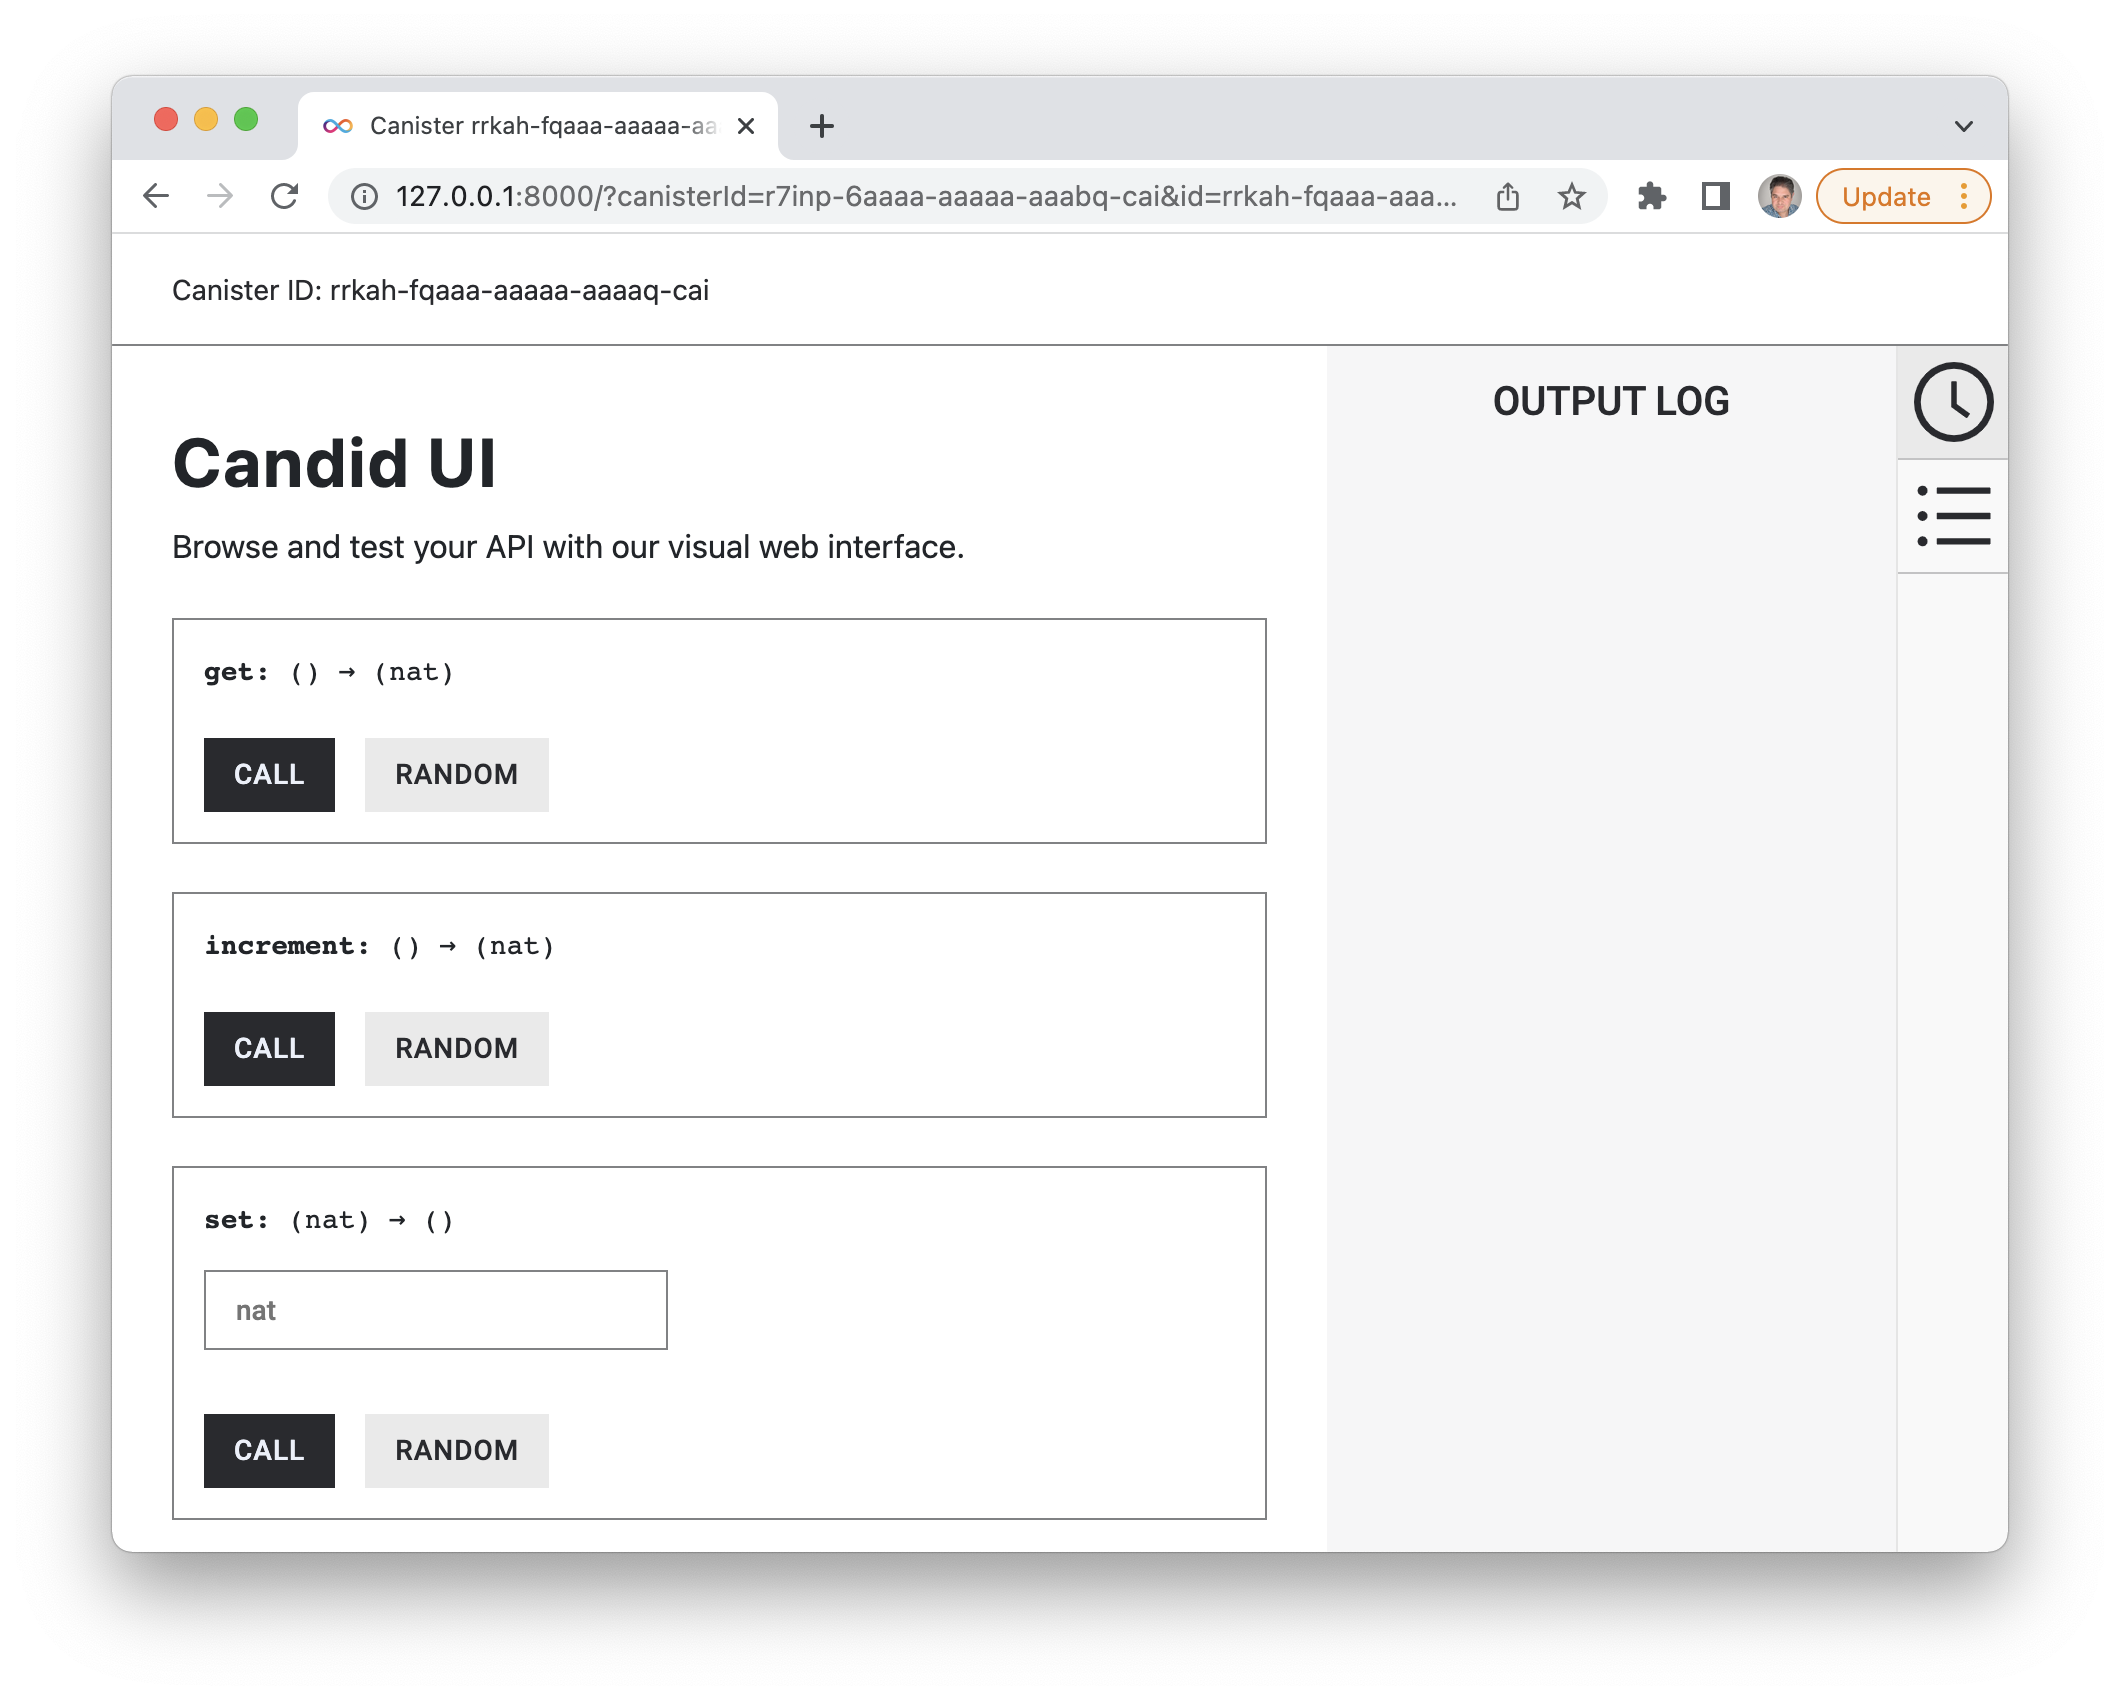 Canister rrkah-fqaaa-aaaaa-aa
127.0.0.1:8000/?canisterId=r7inp-6aaaa-aaaaa-aaabq-cai&id=rrkah-fqaaa-aaa...
Update
Canister ID: rrkah-fqaaa-aaaaa-aaaaq-cai
Candid UI
Browse and test your API with our visual web interface.
get: () → (nat)
CALL RANDOM
increment: () → (nat)
CALL RANDOM
set: (nat) → ()
nat
CALL RANDOM
OUTPUT LOG